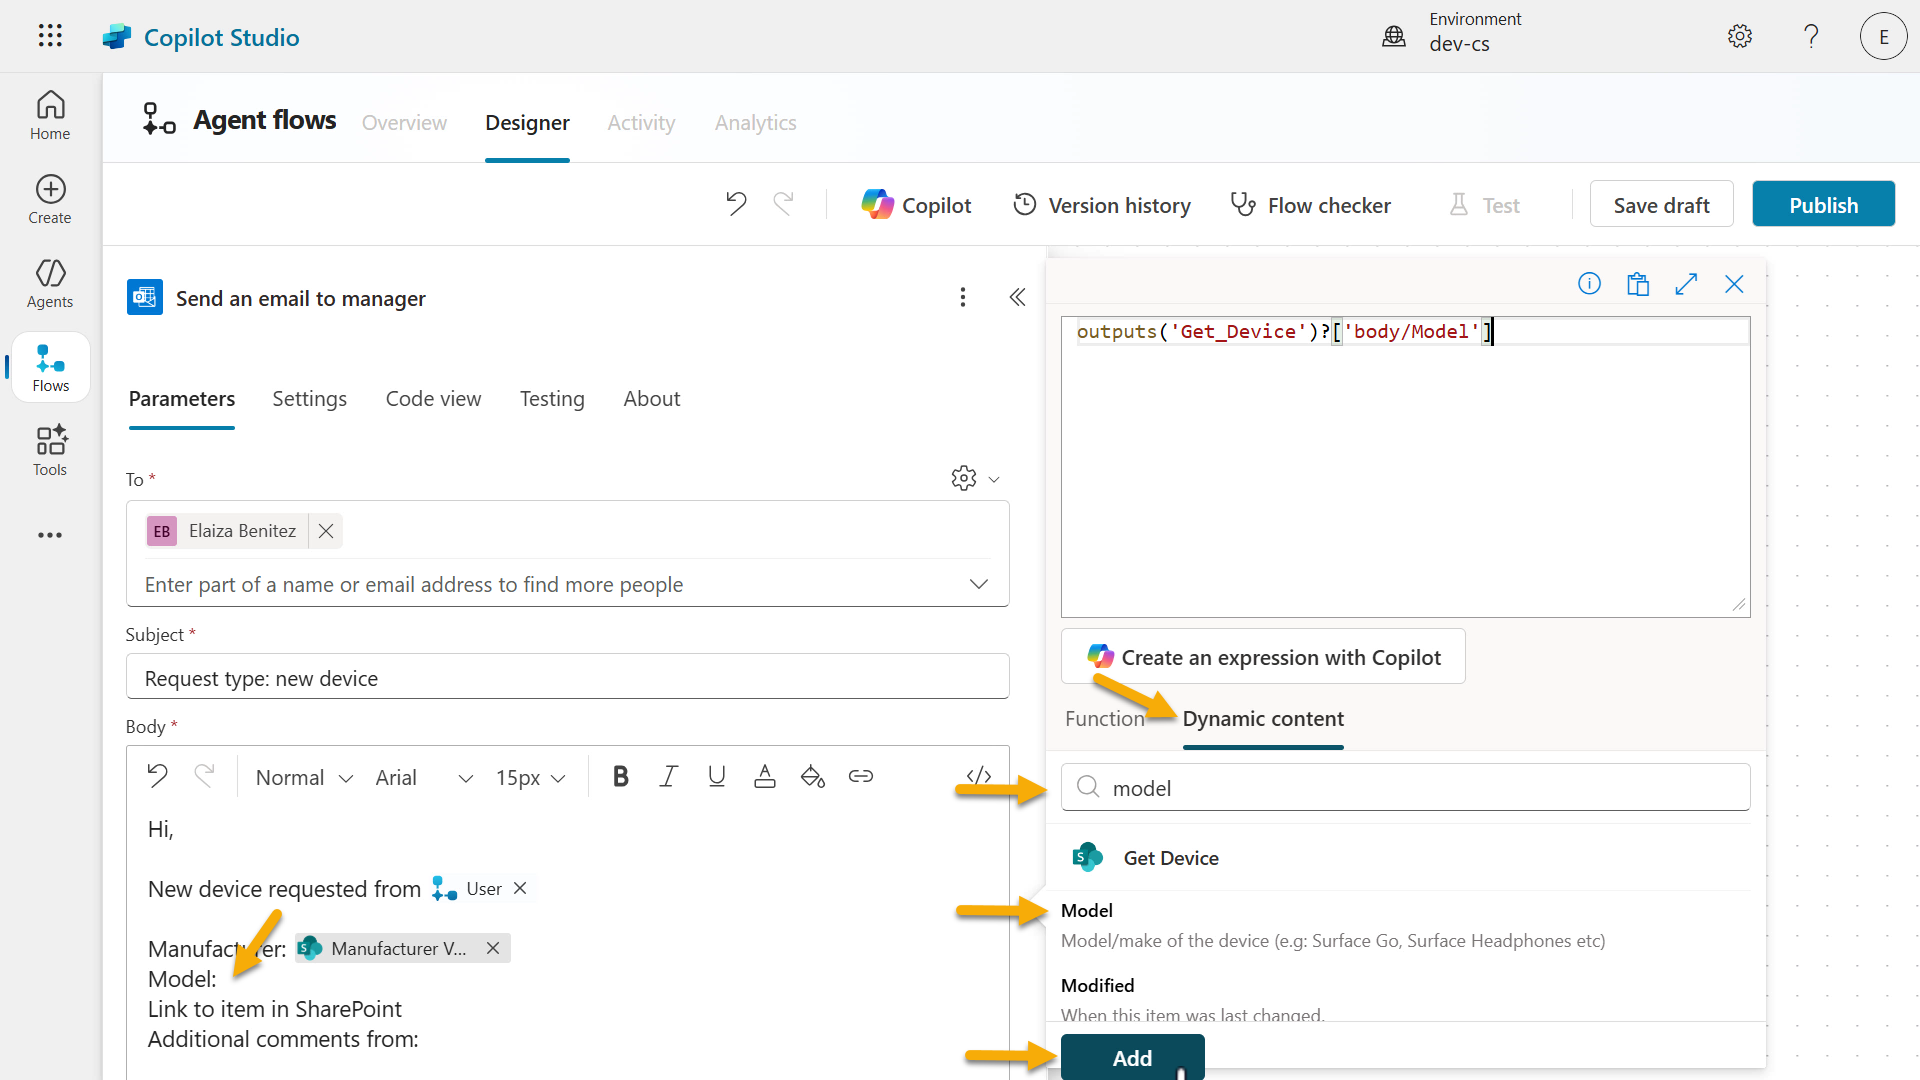 Copilot Studio
Environment
dev-cs
E
Home
Create
Agents
Flows
Tools
Agent flows
Overview
Designer
Activity
Analytics
Copilot
Version history
Flow checker
Test
Save draft
Publish
Send an email to manager
Parameters
Settings
Code view
Testing
About
To *
EB
Elaiza Benitez
Enter part of a name or email address to find more people
Subject *
Request type: new device
Body *
Normal
Arial
15px
Hi,
New device requested from User
Manufacturer: Manufacturer V...
Model:
Link to item in SharePoint
Additional comments from:
outputs('Get_Device')?['body/Model']
Create an expression with Copilot
Function
Dynamic content
model
Get Device
Model
Model/make of the device (e.g: Surface Go, Surface Headphones etc)
Modified
When this item was last changed.
Add